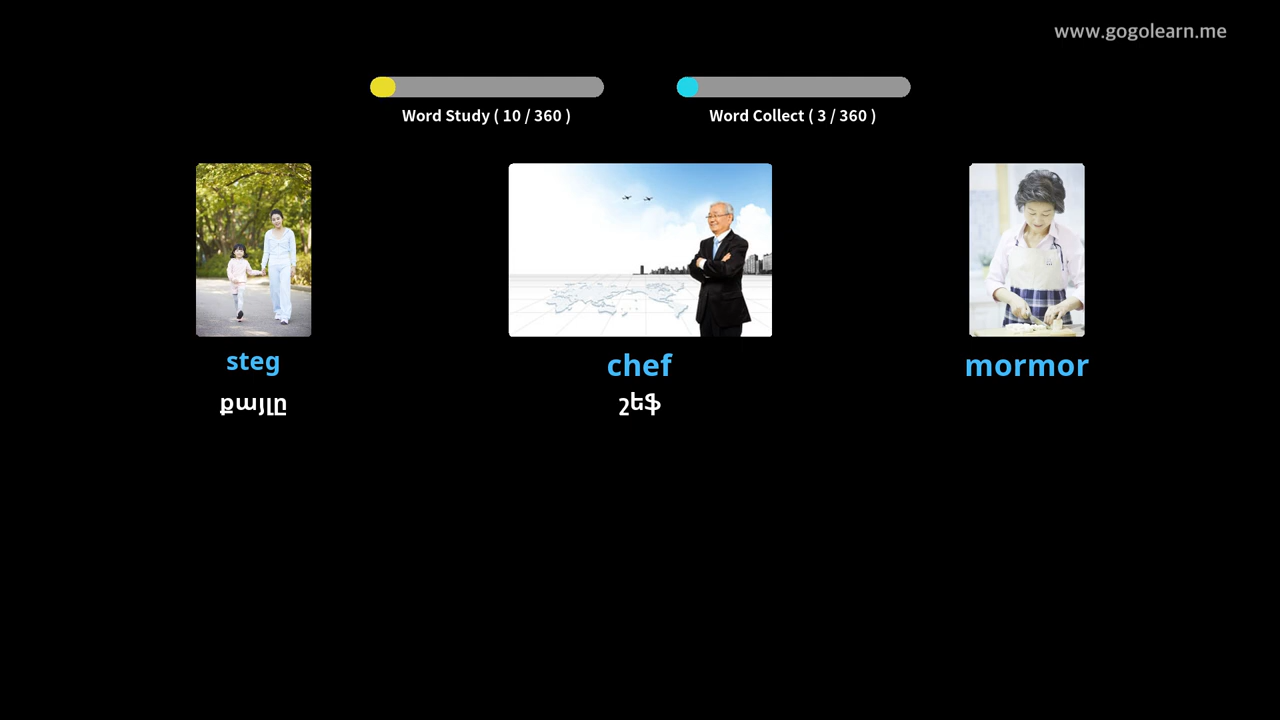 www.gogolearn.me
Word Study ( 10 / 360 )
Word Collect ( 3 / 360 )
steg
chef
mormor
քայլը
շեֆ